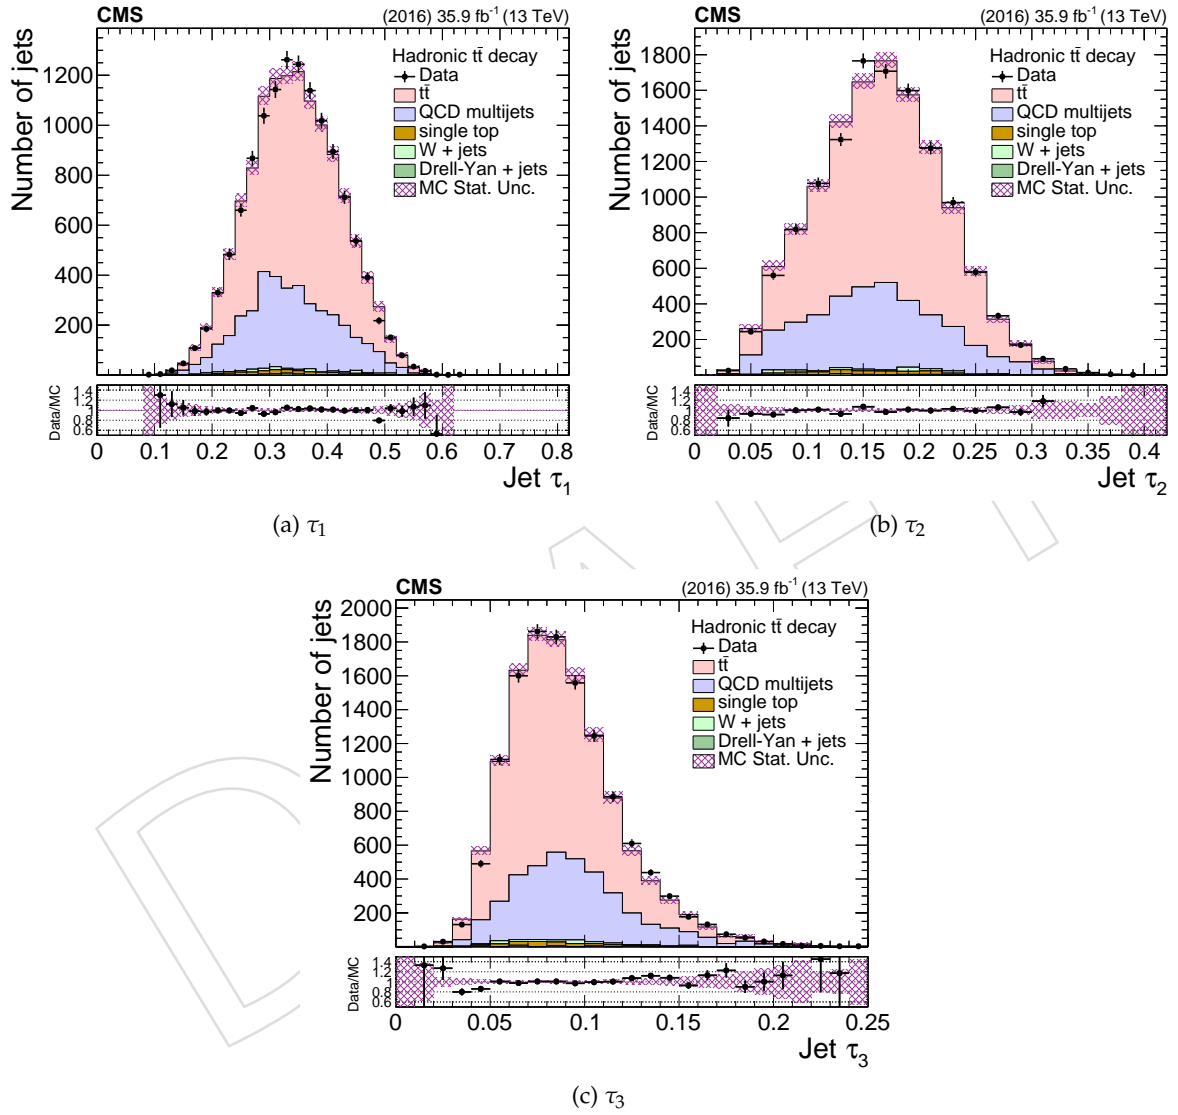 CMS (2016) 35.9 fb⁻¹ (13 TeV)
Number of jets
1200
1000
800
600
400
200
Hadronic tt̄ decay
Data
tt̄
QCD multijets
single top
W + jets
Drell-Yan + jets
MC Stat. Unc.
Data/MC
1.4
1.2
1
0.8
0.6
0 0.1 0.2 0.3 0.4 0.5 0.6 0.7 0.8
Jet τ₁
(a) τ₁
CMS (2016) 35.9 fb⁻¹ (13 TeV)
Number of jets
1800
1600
1400
1200
1000
800
600
400
200
Hadronic tt̄ decay
Data
tt̄
QCD multijets
single top
W + jets
Drell-Yan + jets
MC Stat. Unc.
Data/MC
1.4
1.2
1
0.8
0.6
0 0.05 0.1 0.15 0.2 0.25 0.3 0.35 0.4
Jet τ₂
(b) τ₂
CMS (2016) 35.9 fb⁻¹ (13 TeV)
Number of jets
2000
1800
1600
1400
1200
1000
800
600
400
200
Hadronic tt̄ decay
Data
tt̄
QCD multijets
single top
W + jets
Drell-Yan + jets
MC Stat. Unc.
Data/MC
1.4
1.2
1
0.8
0.6
0 0.05 0.1 0.15 0.2 0.25
Jet τ₃
(c) τ₃